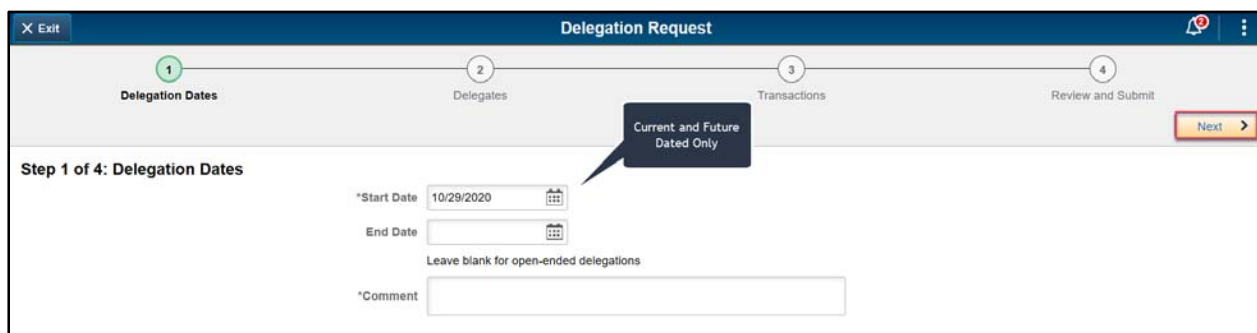 X Exit
Delegation Request
2
1
2
3
4
Delegation Dates
Delegates
Transactions
Review and Submit
Current and Future
Dated Only
Next
Step 1 of 4: Delegation Dates
*Start Date 10/29/2020
End Date
Leave blank for open-ended delegations
*Comment